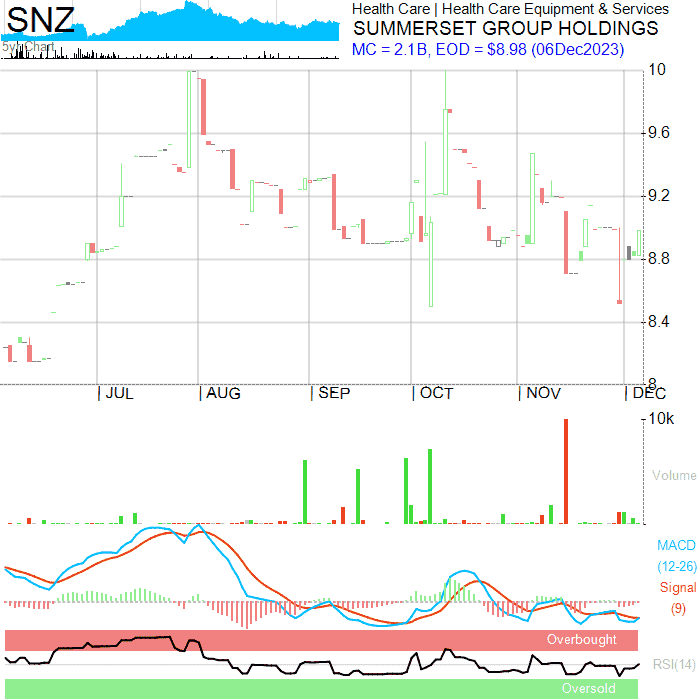 SNZ
5yr Chart
Health Care | Health Care Equipment & Services
SUMMERSET GROUP HOLDINGS
MC = 2.1B, EOD = $8.98 (06Dec2023)
10
9.6
9.2
8.8
8.4
8
| JUL | AUG | SEP | OCT | NOV | DEC
10k
Volume
MACD
(12-26)
Signal
(9)
Overbought
RSI(14)
Oversold